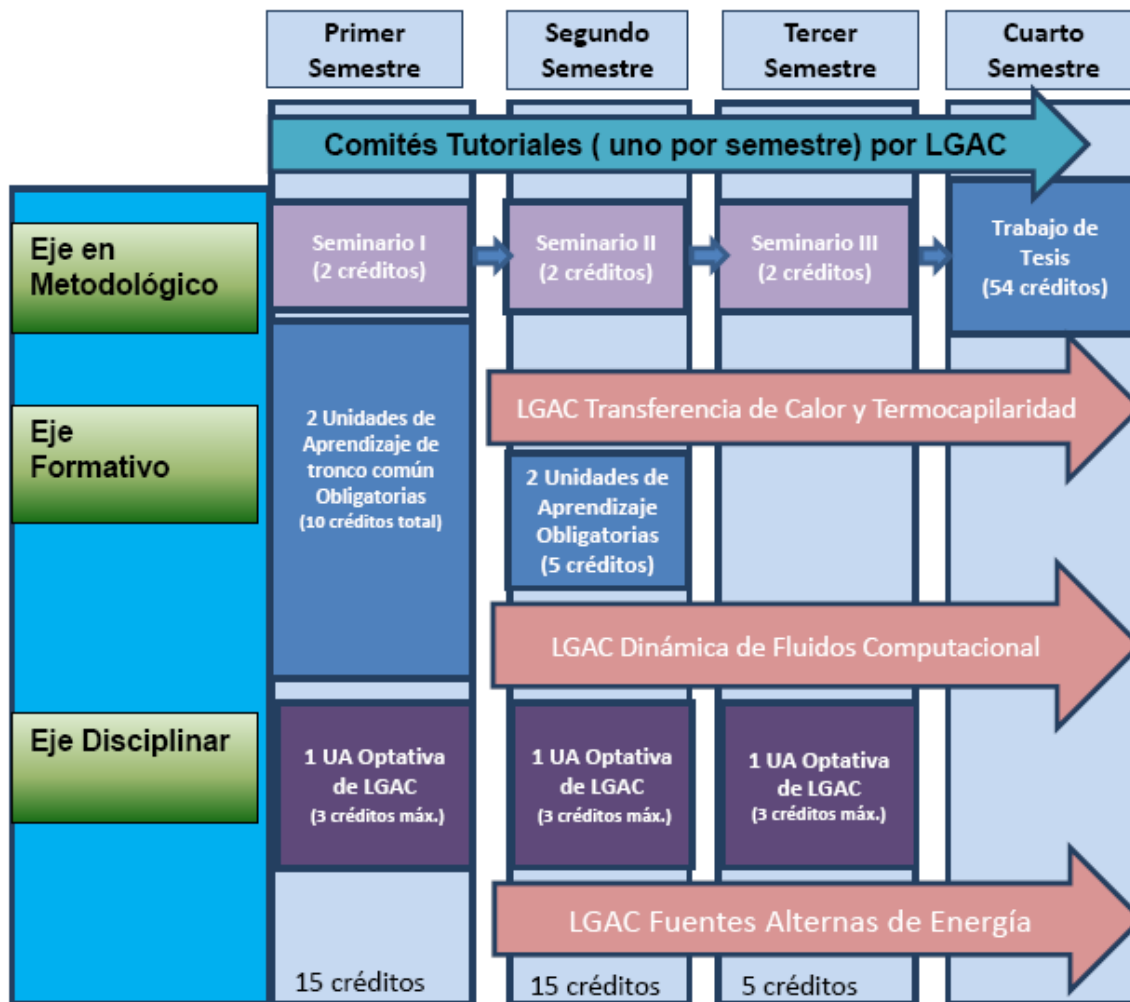 Primer
Semestre
Segundo
Semestre
Tercer
Semestre
Cuarto
Semestre
Comités Tutoriales ( uno por semestre) por LGAC
Eje en
Metodológico
Seminario I
(2 créditos)
Seminario II
(2 créditos)
Seminario III
(2 créditos)
Trabajo de
Tesis
(54 créditos)
LGAC Transferencia de Calor y Termocapilaridad
Eje
Formativo
2 Unidades de
Aprendizaje de
tronco común
Obligatorias
(10 créditos total)
2 Unidades de
Aprendizaje
Obligatorias
(5 créditos)
LGAC Dinámica de Fluidos Computacional
Eje Disciplinar
1 UA Optativa
de LGAC
(3 créditos máx.)
1 UA Optativa
de LGAC
(3 créditos máx.)
1 UA Optativa
de LGAC
(3 créditos máx.)
LGAC Fuentes Alternas de Energía
15 créditos
15 créditos
5 créditos